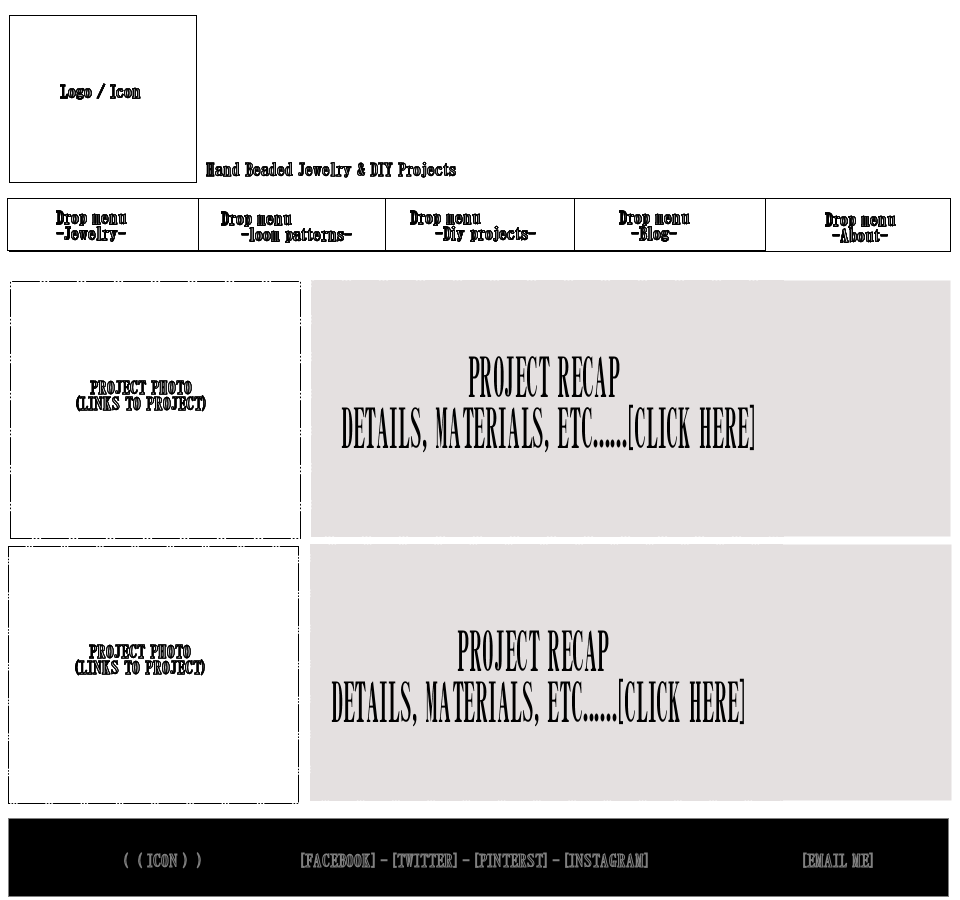 Logo / Icon
Hand Beaded Jewelry & DIY Projects
Drop menu
-Jewelry-
Drop menu
-loom patterns-
Drop menu
-Diy projects-
Drop menu
-Blog-
Drop menu
-About-
PROJECT PHOTO
(LINKS TO PROJECT)
PROJECT RECAP
DETAILS, MATERIALS, ETC......[CLICK HERE]
PROJECT PHOTO
(LINKS TO PROJECT)
PROJECT RECAP
DETAILS, MATERIALS, ETC......[CLICK HERE]
( ( ICON ) )
[FACEBOOK] - [TWITTER] - [PINTERST] - [INSTAGRAM]
[EMAIL ME]